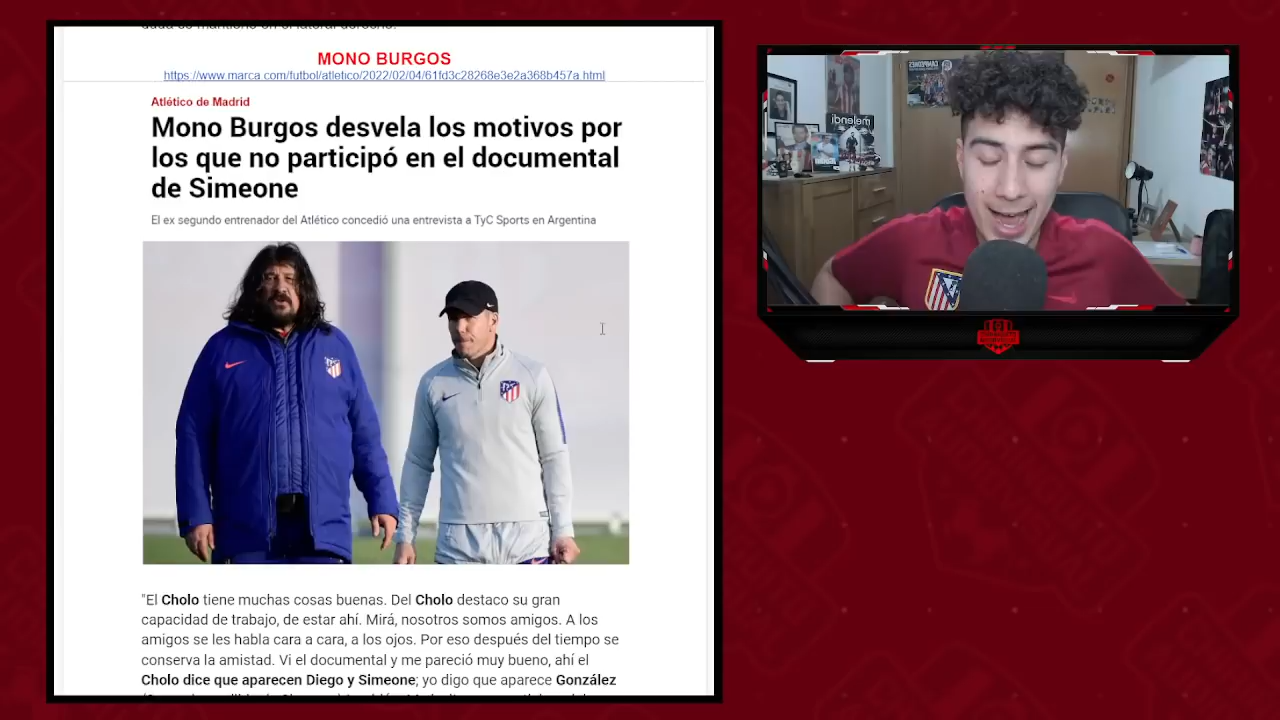 MONO BURGOS
https://www.marca.com/futbol/atletico/2022/02/04/61fd3c28268e3e2a368b457a.html
Atlético de Madrid
Mono Burgos desvela los motivos por
los que no participó en el documental
de Simeone
El ex segundo entrenador del Atlético concedió una entrevista a TyC Sports en Argentina
"El Cholo tiene muchas cosas buenas. Del Cholo destaco su gran
capacidad de trabajo, de estar ahí. Mirá, nosotros somos amigos. A los
amigos se les habla cara a cara, a los ojos. Por eso después del tiempo se
conserva la amistad. Vi el documental y me pareció muy bueno, ahí el
Cholo dice que aparecen Diego y Simeone; yo digo que aparece González
melendi